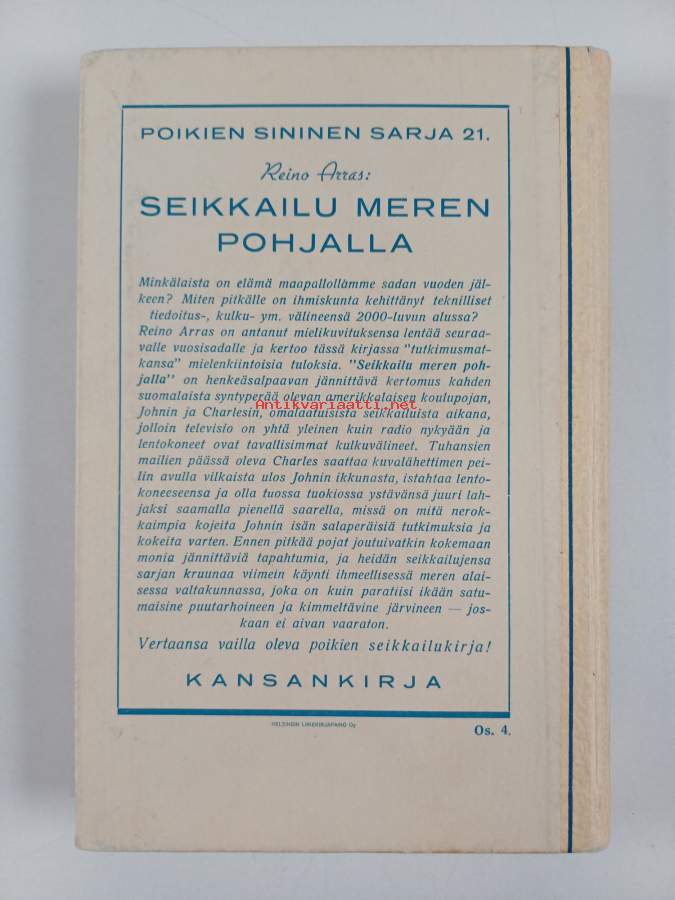 POIKIEN SININEN SARJA 21.
Reino Arras:
SEIKKAILU MEREN
POHJALLA
Minkälaista on elämä maapallollamme sadan vuoden jäl-
keen? Miten pitkälle on ihmiskunta kehittänyt teknilliset
tiedoitus-, kulku- ym. välineensä 2000-luvun alussa?
Reino Arras on antanut mielikuvituksensa lentää seuraa-
valle vuosisadalle ja kertoo tässä kirjassa "tutkimusmat-
kansa" mielenkiintoisia tuloksia. "Seikkailu meren poh-
jalla" on henkeäsalpaavan jännittävä kertomus kahden
suomalaista syntyperää olevan amerikkalaisen koulupojan,
Antikvariaatti.net
Johnin ja Charlesin, omalaatuisista seikkailuista aikana,
jolloin televisio on yhtä yleinen kuin radio nykyään ja
lentokoneet ovat tavallisimmat kulkuvälineet. Tuhansien
mailien päässä oleva Charles saattaa kuvalähettimen pei-
lin avulla vilkaista ulos Johnin ikkunasta, istahtaa lento-
koneeseensa ja olla tuossa tuokiossa ystävänsä juuri lah-
jaksi saamalla pienellä saarella, missä on mitä nerok-
kaimpia kojeita Johnin isän salaperäisiä tutkimuksia ja
kokeita varten. Ennen pitkää pojat joutuivatkin kokemaan
monia jännittäviä tapahtumia, ja heidän seikkailujensa
sarjan kruunaa viimein käynti ihmeellisessä meren alai-
sessa valtakunnassa, joka on kuin paratiisi ikään satu-
maisine puutarhoineen ja kimmeltävine järvineen — jos-
kaan ei aivan vaaraton.
Vertaansa vailla oleva poikien seikkailukirja!
KANSANKIRJA
HELSINGIN LIIKEKIRJAPAINO Oy
Os. 4.